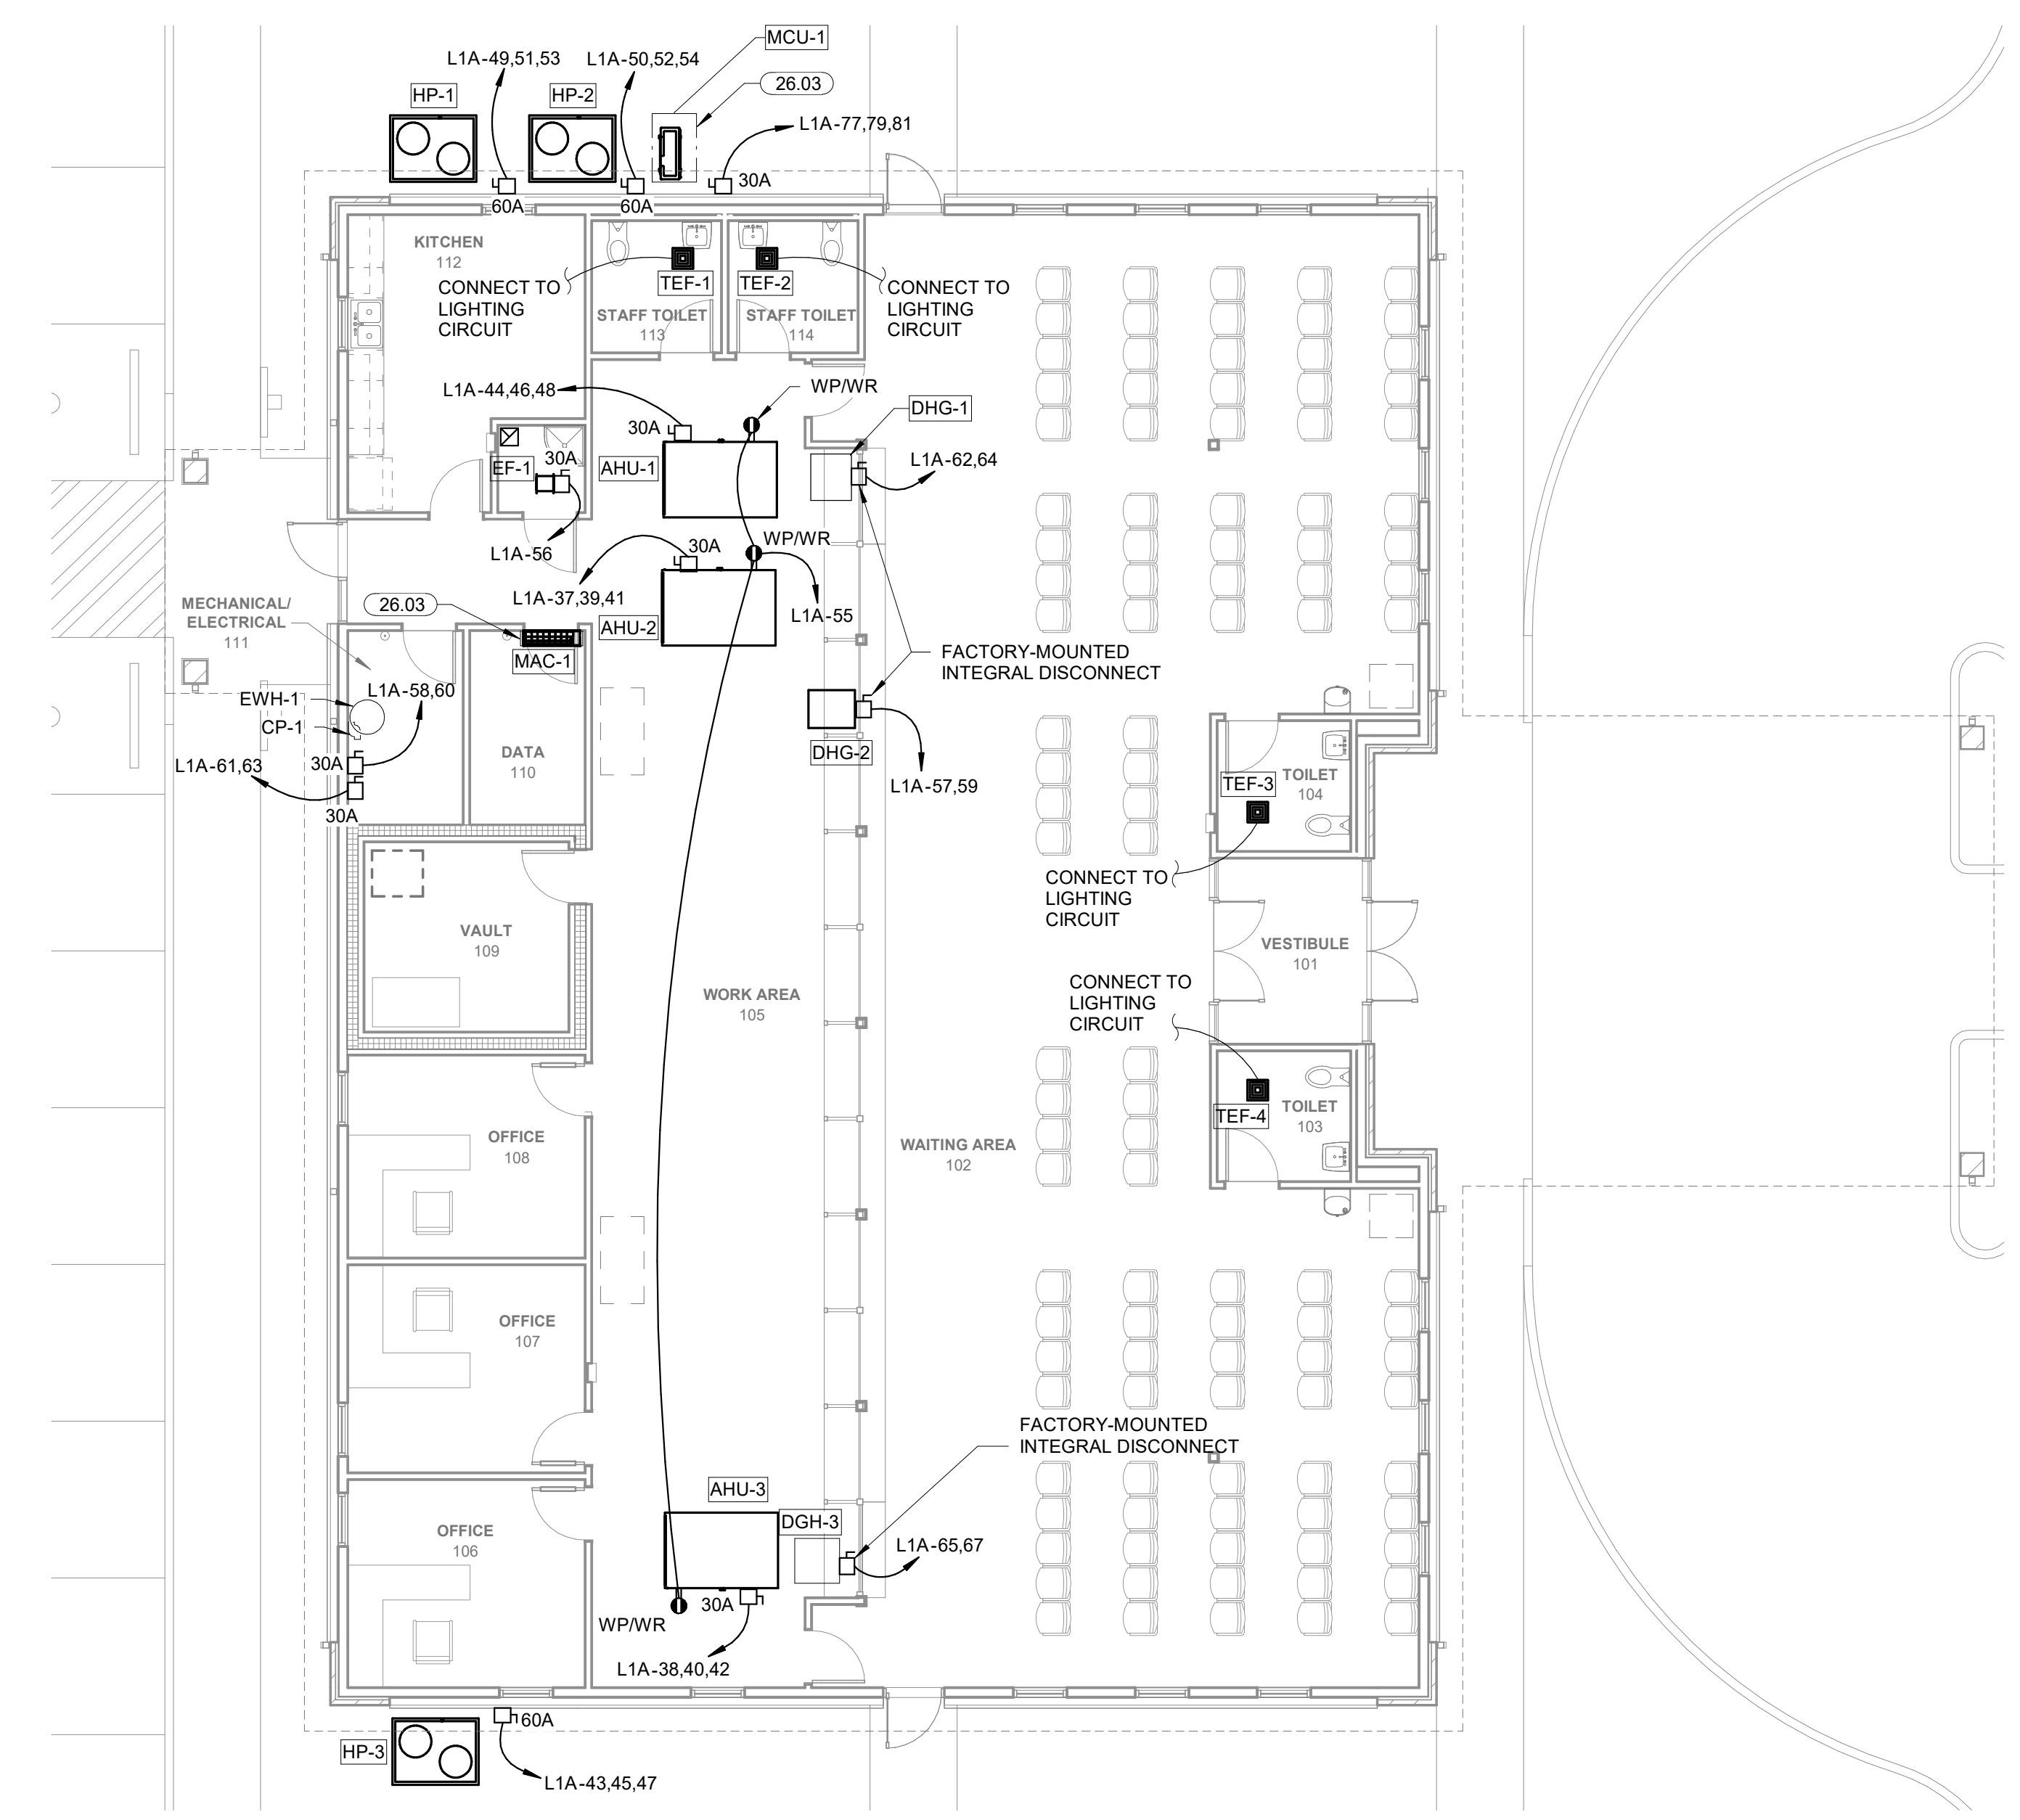 MCU-1
L1A-49,51,53
L1A-50,52,54
26.03
HP-1
HP-2
L1A-77,79,81
30A
60A
60A
KITCHEN
112
CONNECT TO
LIGHTING
CIRCUIT
TEF-1
TEF-2
CONNECT TO
LIGHTING
CIRCUIT
STAFF TOILET
113
STAFF TOILET
114
L1A-44,46,48
WP/WR
DHG-1
30A
EF-1
30A
AHU-1
L1A-62,64
L1A-56
30A
WP/WR
L1A-37,39,41
L1A-55
MECHANICAL/
ELECTRICAL
111
26.03
AHU-2
MAC-1
FACTORY-MOUNTED
INTEGRAL DISCONNECT
EWH-1
L1A-58,60
CP-1
DATA
110
DHG-2
L1A-61,63
30A
30A
L1A-57,59
TEF-3
TOILET
104
CONNECT TO
LIGHTING
CIRCUIT
VAULT
109
VESTIBULE
101
WORK AREA
105
CONNECT TO
LIGHTING
CIRCUIT
TEF-4
TOILET
103
OFFICE
108
WAITING AREA
102
OFFICE
107
FACTORY-MOUNTED
INTEGRAL DISCONNECT
AHU-3
DGH-3
OFFICE
106
L1A-65,67
30A
WP/WR
L1A-38,40,42
60A
HP-3
L1A-43,45,47